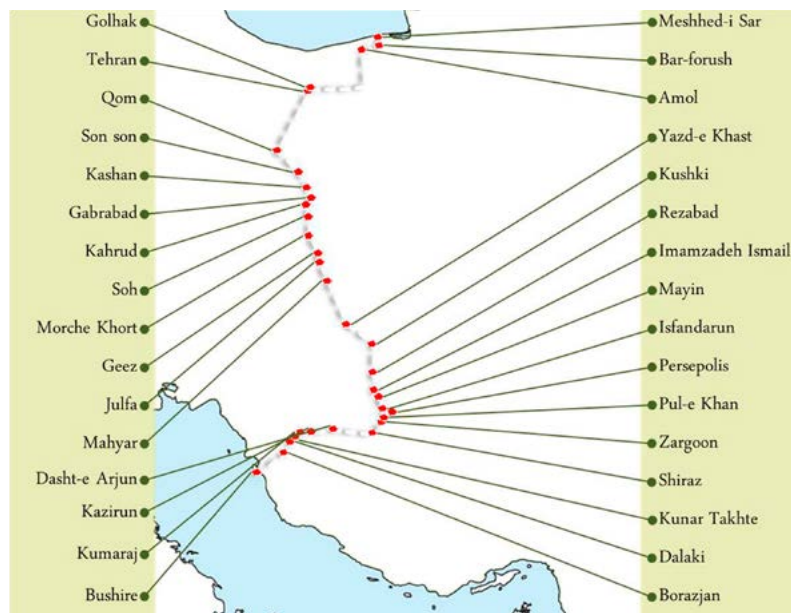 Golhak
Tehran
Qom
Son son
Kashan
Gabrabad
Kahrud
Soh
Morche Khort
Geez
Julfa
Mahyar
Dasht-e Arjun
Kazirun
Kumaraj
Bushire
Meshhed-i Sar
Bar-forush
Amol
Yazd-e Khast
Kushki
Rezabad
Imamzadeh Ismail
Mayin
Isfandarun
Persepolis
Pul-e Khan
Zargoon
Shiraz
Kunar Takhte
Dalaki
Borazjan